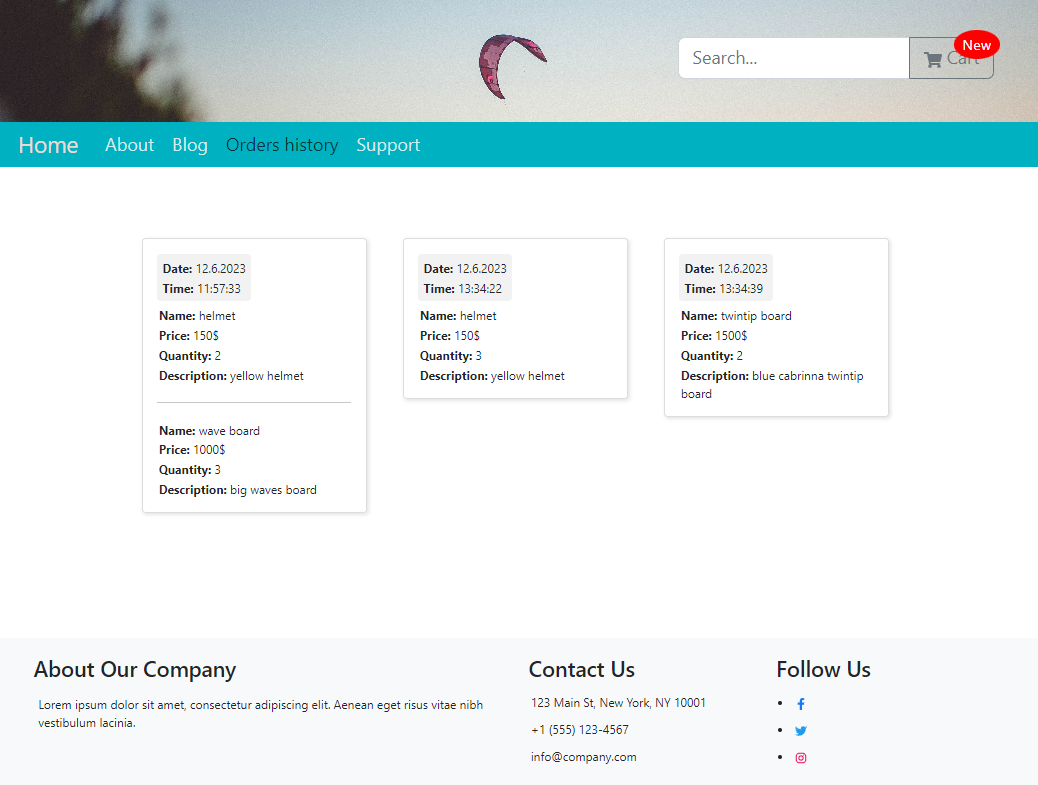 Search...
Cart
New
Home About Blog Orders history Support
Date: 12.6.2023
Time: 11:57:33
Name: helmet
Price: 150$
Quantity: 2
Description: yellow helmet
Name: wave board
Price: 1000$
Quantity: 3
Description: big waves board
Date: 12.6.2023
Time: 13:34:22
Name: helmet
Price: 150$
Quantity: 3
Description: yellow helmet
Date: 12.6.2023
Time: 13:34:39
Name: twintip board
Price: 1500$
Quantity: 2
Description: blue cabrinna twintip
board
About Our Company
Lorem ipsum dolor sit amet, consectetur adipiscing elit. Aenean eget risus vitae nibh
vestibulum lacinia.
Contact Us
123 Main St, New York, NY 10001
+1 (555) 123-4567
info@company.com
Follow Us